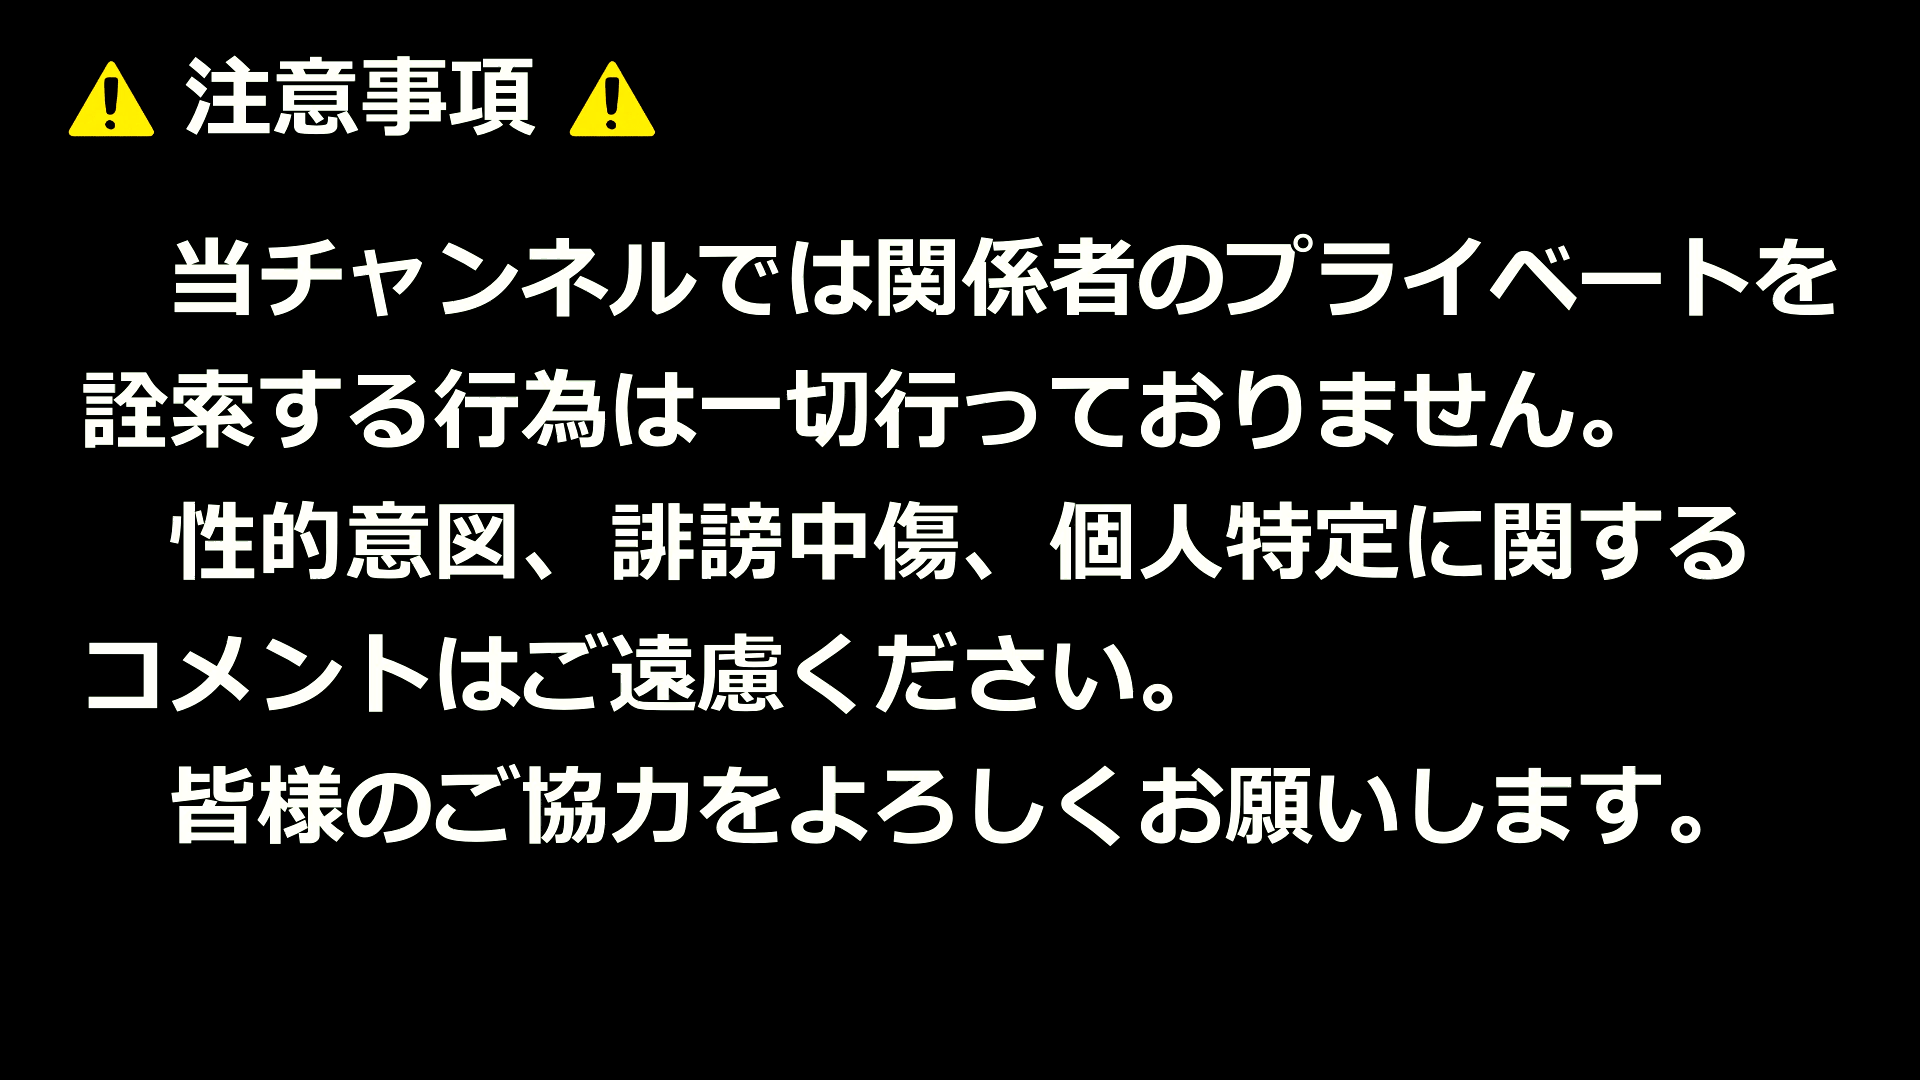 ⚠ 注意事項 ⚠
当チャンネルでは関係者のプライベートを
詮索する行為は一切行っておりません。
性的意図、誹謗中傷、個人特定に関する
コメントはご遠慮ください。
皆様のご協力をよろしくお願いします。